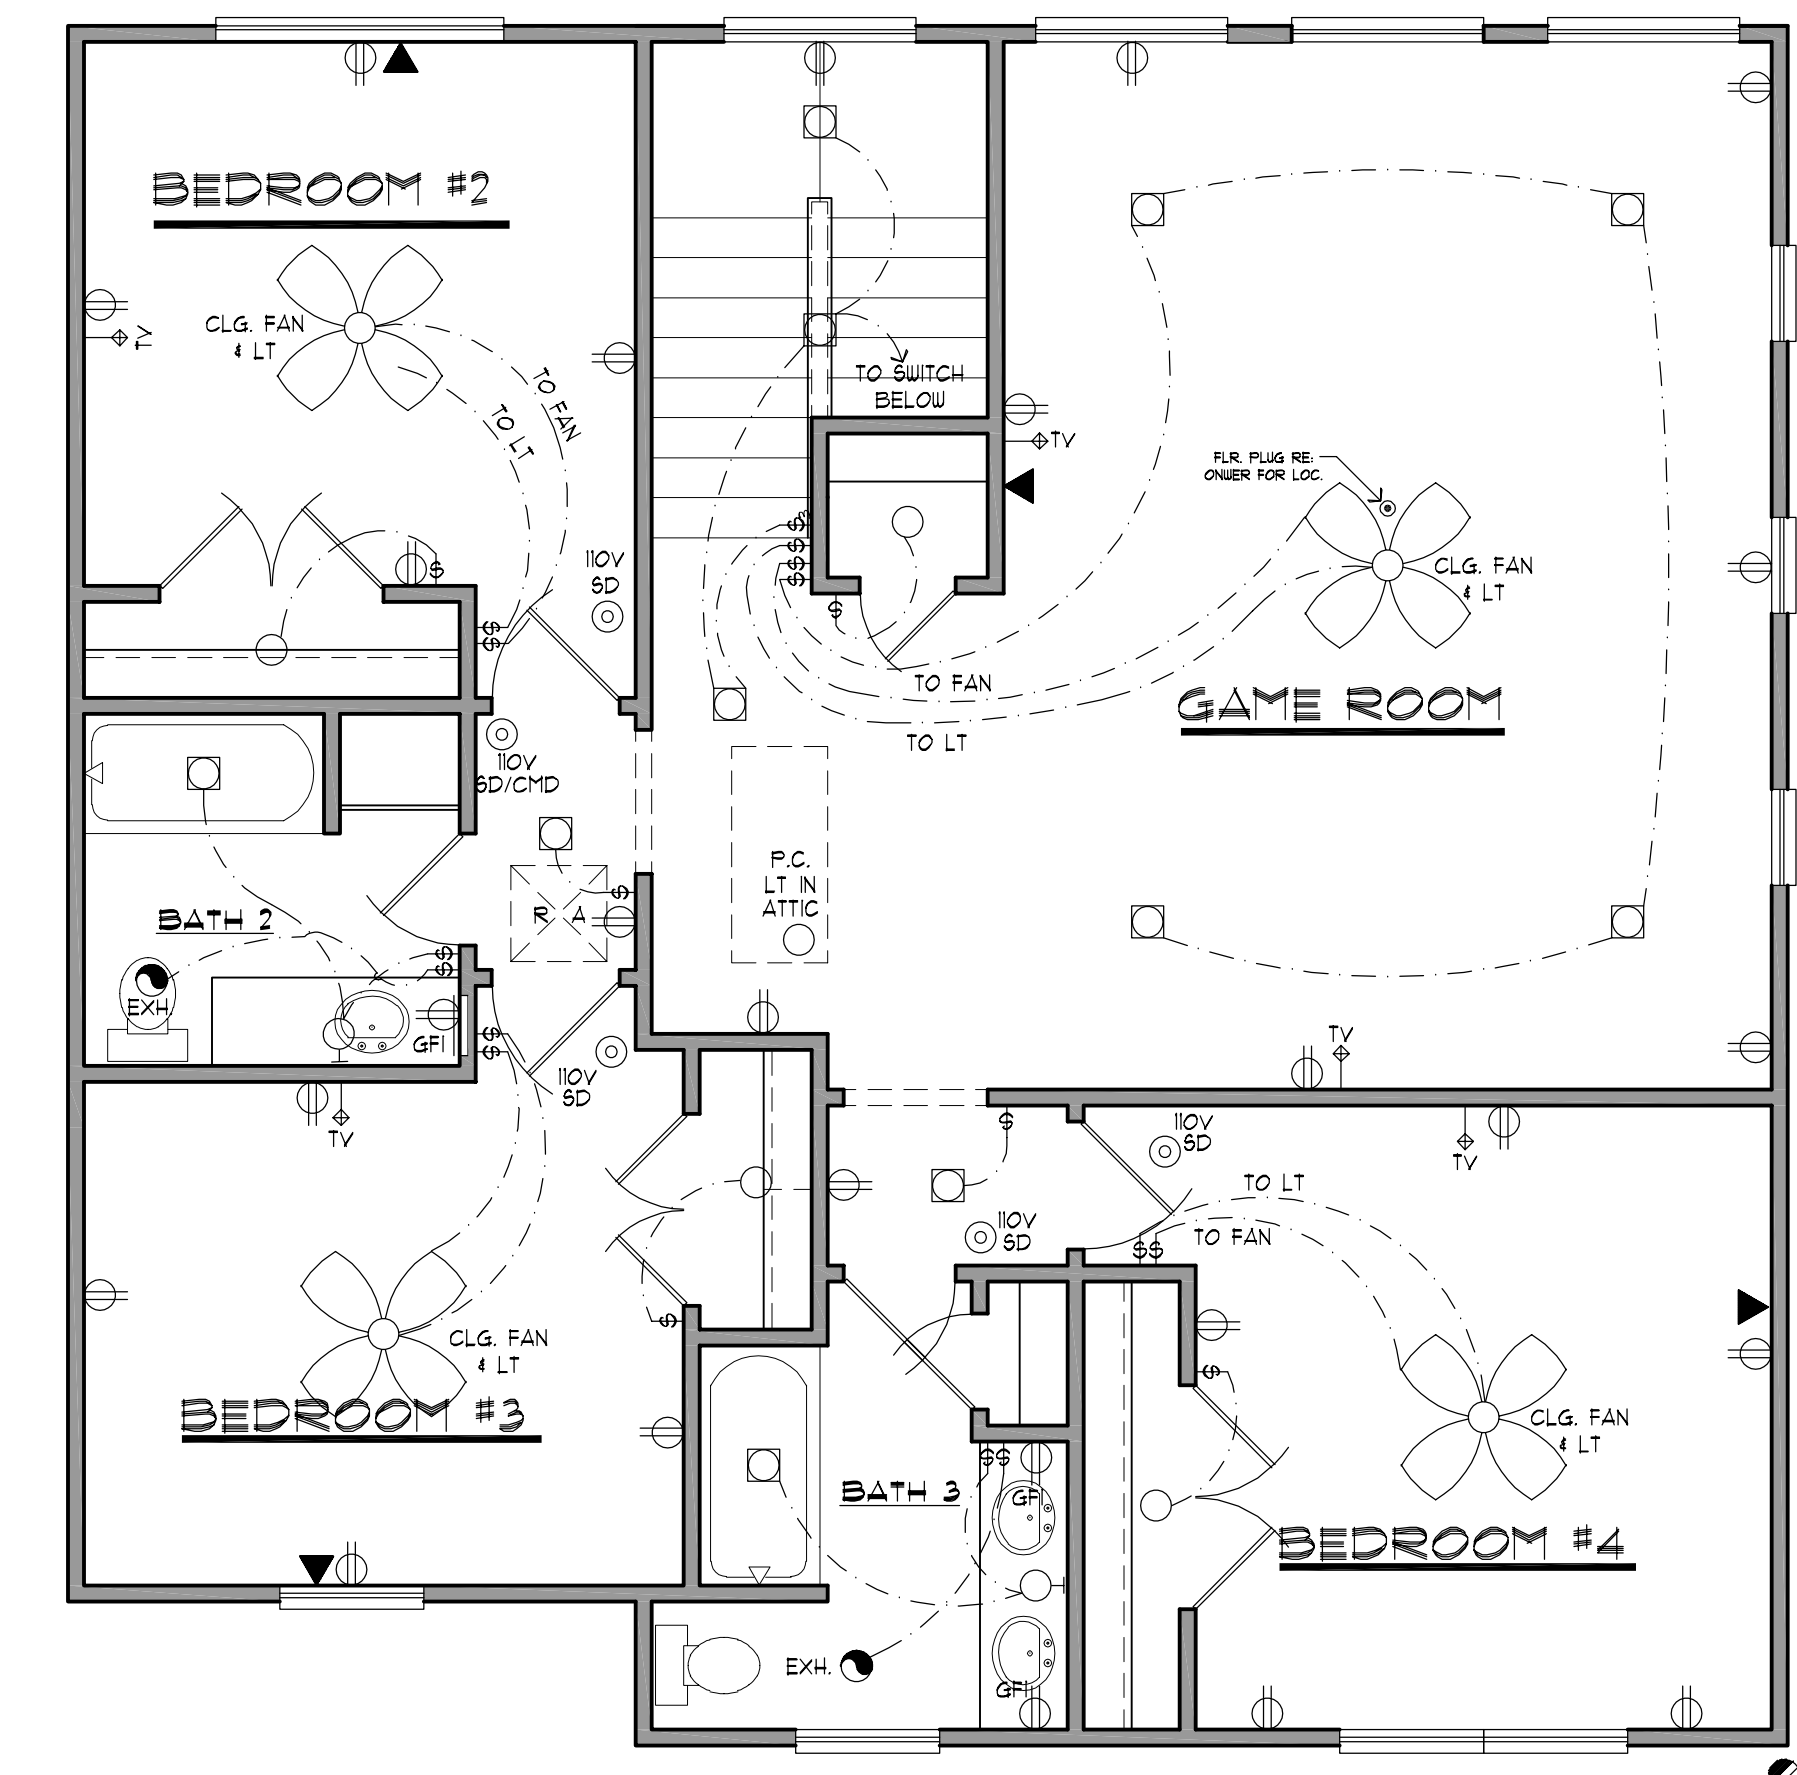 BEDROOM #2
CLG. FAN
& LT
TV
TO FAN
TO LT
TO SWITCH
BELOW
TV
FLR. PLUG RE:
ONWER FOR LOC.
CLG. FAN
& LT
$3
$
$$
$
$
110V
SD
$
$
TO FAN
TO LT
GAME ROOM
110V
SD/CMD
P.C.
LT IN
ATTIC
$
R A
BATH 2
$
$
EXH.
GFI
$
$
110V
SD
TV
TV
$
110V
SD
TV
TO LT
TO FAN
110V
SD
$$
CLG. FAN
& LT
BEDROOM #3
$
$
CLG. FAN
& LT
BATH 3
$$
GFI
BEDROOM #4
EXH.
GFI